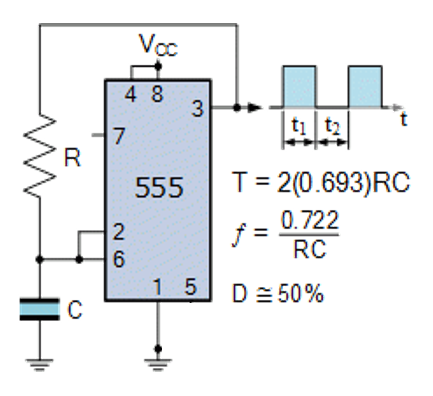 VCC
4 8
3
7
t1 t2 t
R
555
T = 2(0.693)RC
f = 0.722
RC
2
6
1 5
D ≅ 50%
C